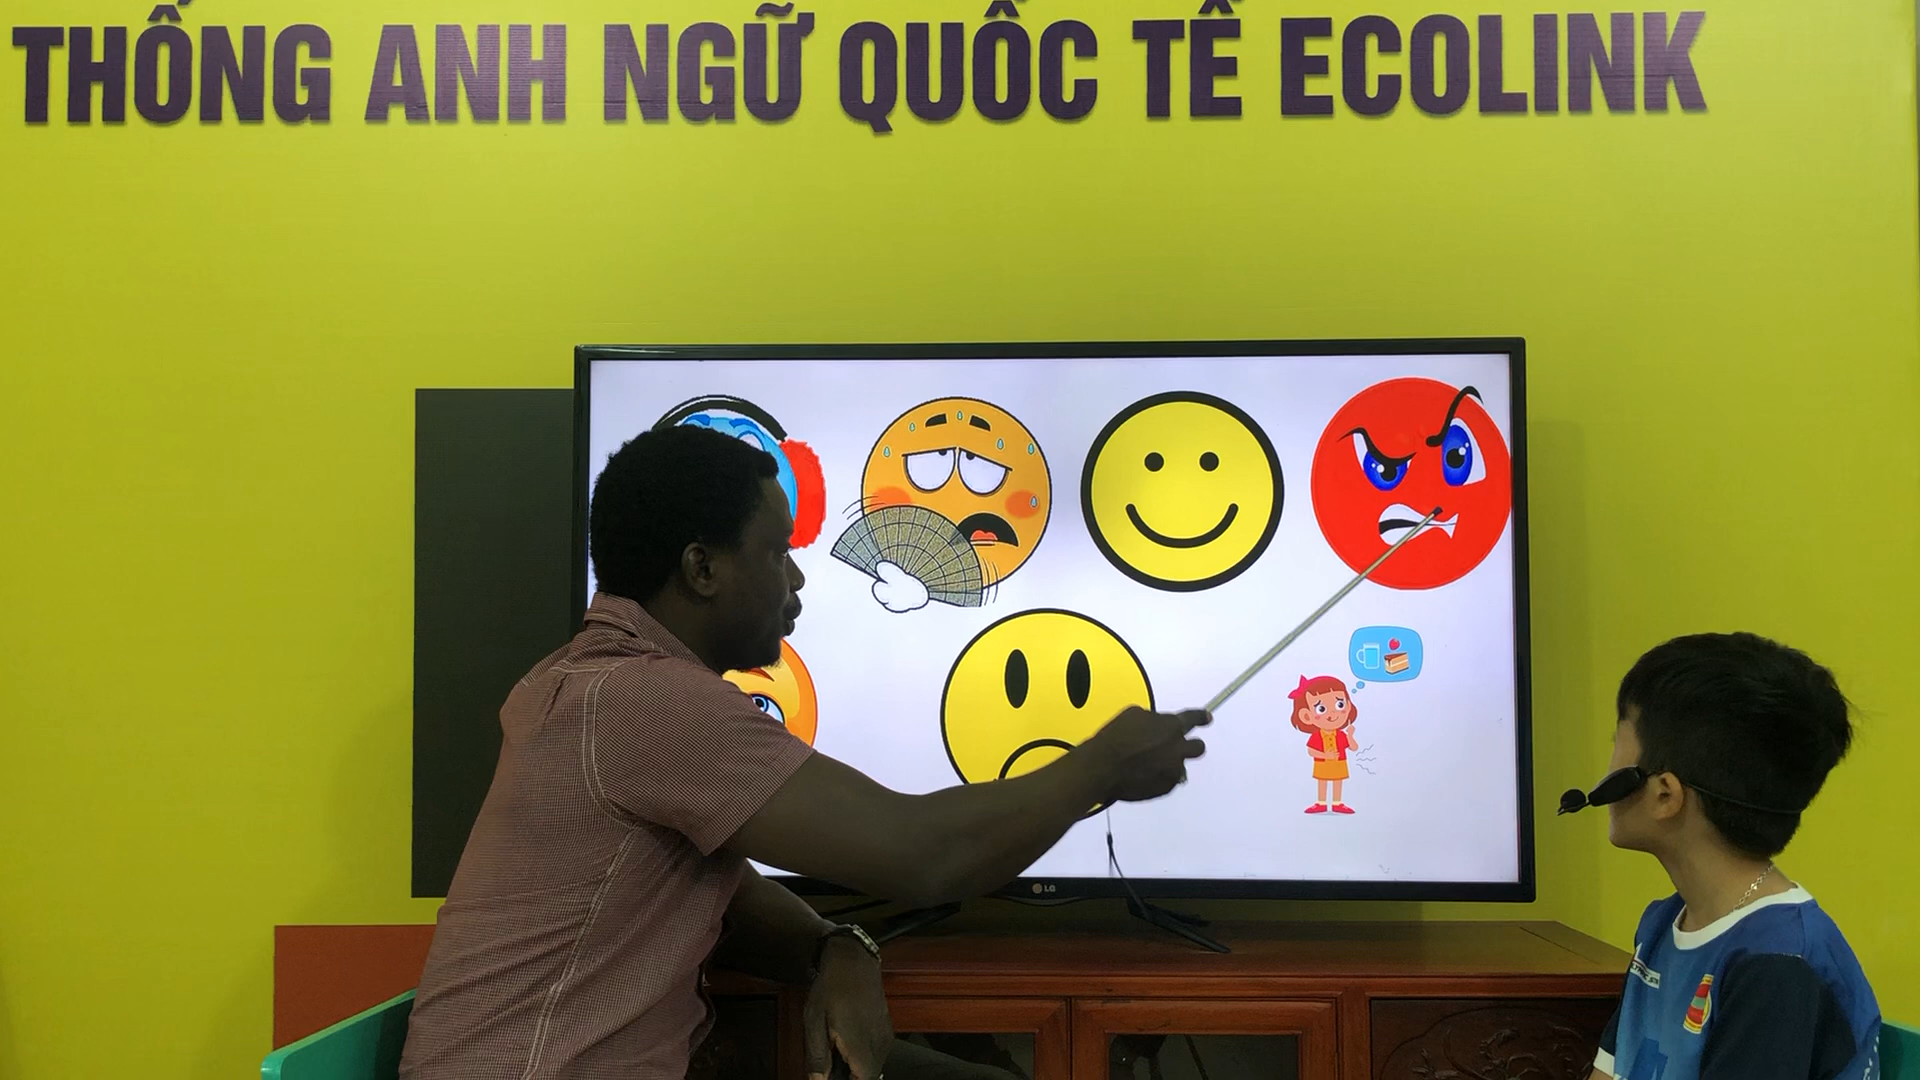 THỐNG ANH NGỮ QUỐC TẾ ECOLINK
LG